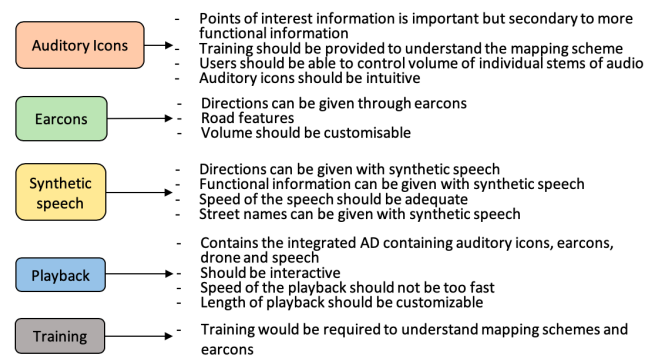 Auditory Icons
- Points of interest information is important but secondary to more
functional information
- Training should be provided to understand the mapping scheme
- Users should be able to control volume of individual stems of audio
- Auditory icons should be intuitive
Earcons
- Directions can be given through earcons
- Road features
- Volume should be customisable
Synthetic
speech
- Directions can be given with synthetic speech
- Functional information can be given with synthetic speech
- Speed of the speech should be adequate
- Street names can be given with synthetic speech
Playback
- Contains the integrated AD containing auditory icons, earcons,
drone and speech
- Should be interactive
- Speed of the playback should not be too fast
- Length of playback should be customizable
Training
- Training would be required to understand mapping schemes and
earcons